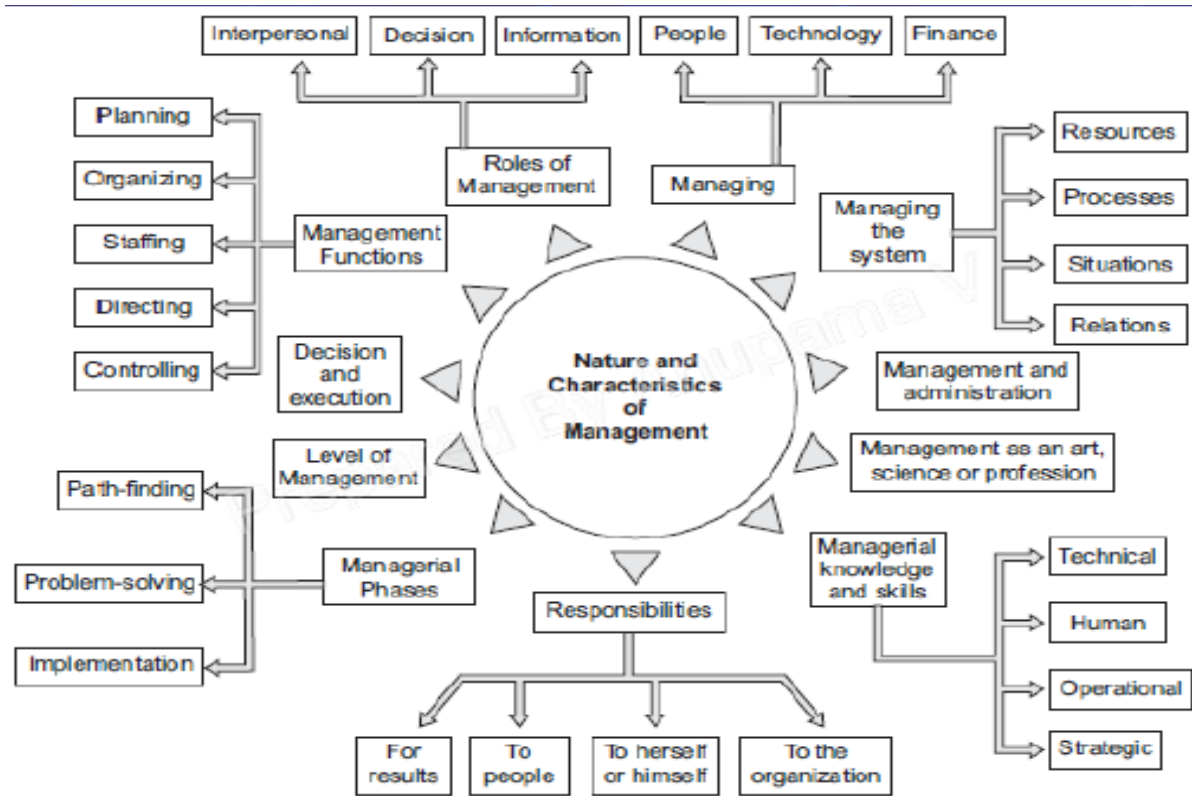 Interpersonal
Decision
Information
People
Technology
Finance
Planning
Organizing
Staffing
Directing
Controlling
Roles of
Management
Managing
Management
Functions
Managing
the
system
Resources
Processes
Situations
Relations
Decision
and
execution
Nature and
Characteristics
of
Management
Management and
administration
Level of
Management
Management as an art,
science or profession
Path-finding
Problem-solving
Implementation
Managerial
Phases
Responsibilities
Managerial
knowledge
and skills
Technical
Human
Operational
Strategic
For
results
To
people
To herself
or himself
To the
organization
Prepared By Anupama V